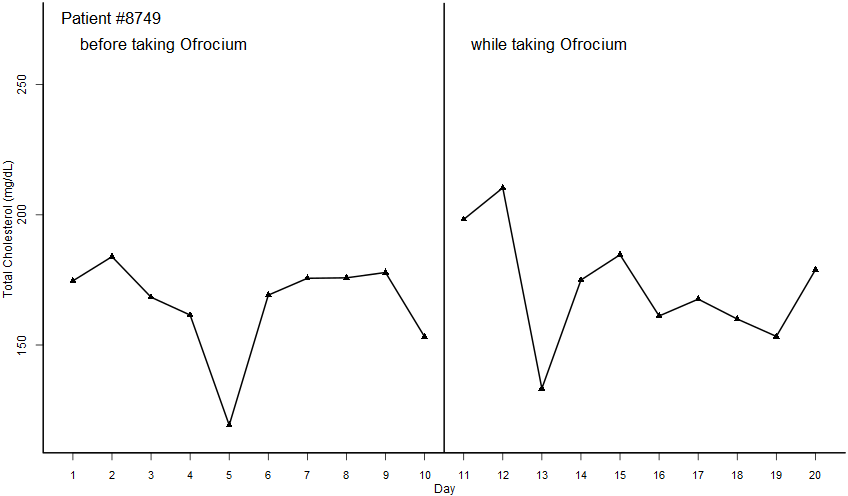 Patient #8749
before taking Ofrocium
while taking Ofrocium
Total Cholesterol (mg/dL)
250
200
150
1 2 3 4 5 6 7 8 9 10 11 12 13 14 15 16 17 18 19 20
Day